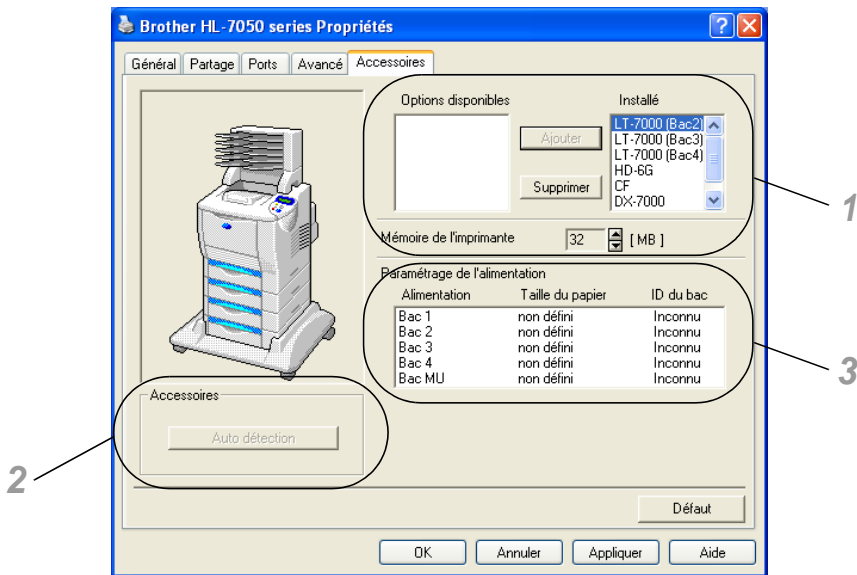 Brother HL-7050 series Propriétés
Général Partage Ports Avancé Accessoires
Options disponibles
Installé
Ajouter
Supprimer
LT-7000 (Bac2)
LT-7000 (Bac3)
LT-7000 (Bac4)
HD-6G
CF
DX-7000
1
Mémoire de l'imprimante 32 [ MB ]
Paramétrage de l'alimentation
Alimentation Taille du papier ID du bac
Bac 1 non défini Inconnu
Bac 2 non défini Inconnu
Bac 3 non défini Inconnu
Bac 4 non défini Inconnu
Bac MU non défini Inconnu
3
Accessoires
Auto détection
2
Défaut
OK Annuler Appliquer Aide